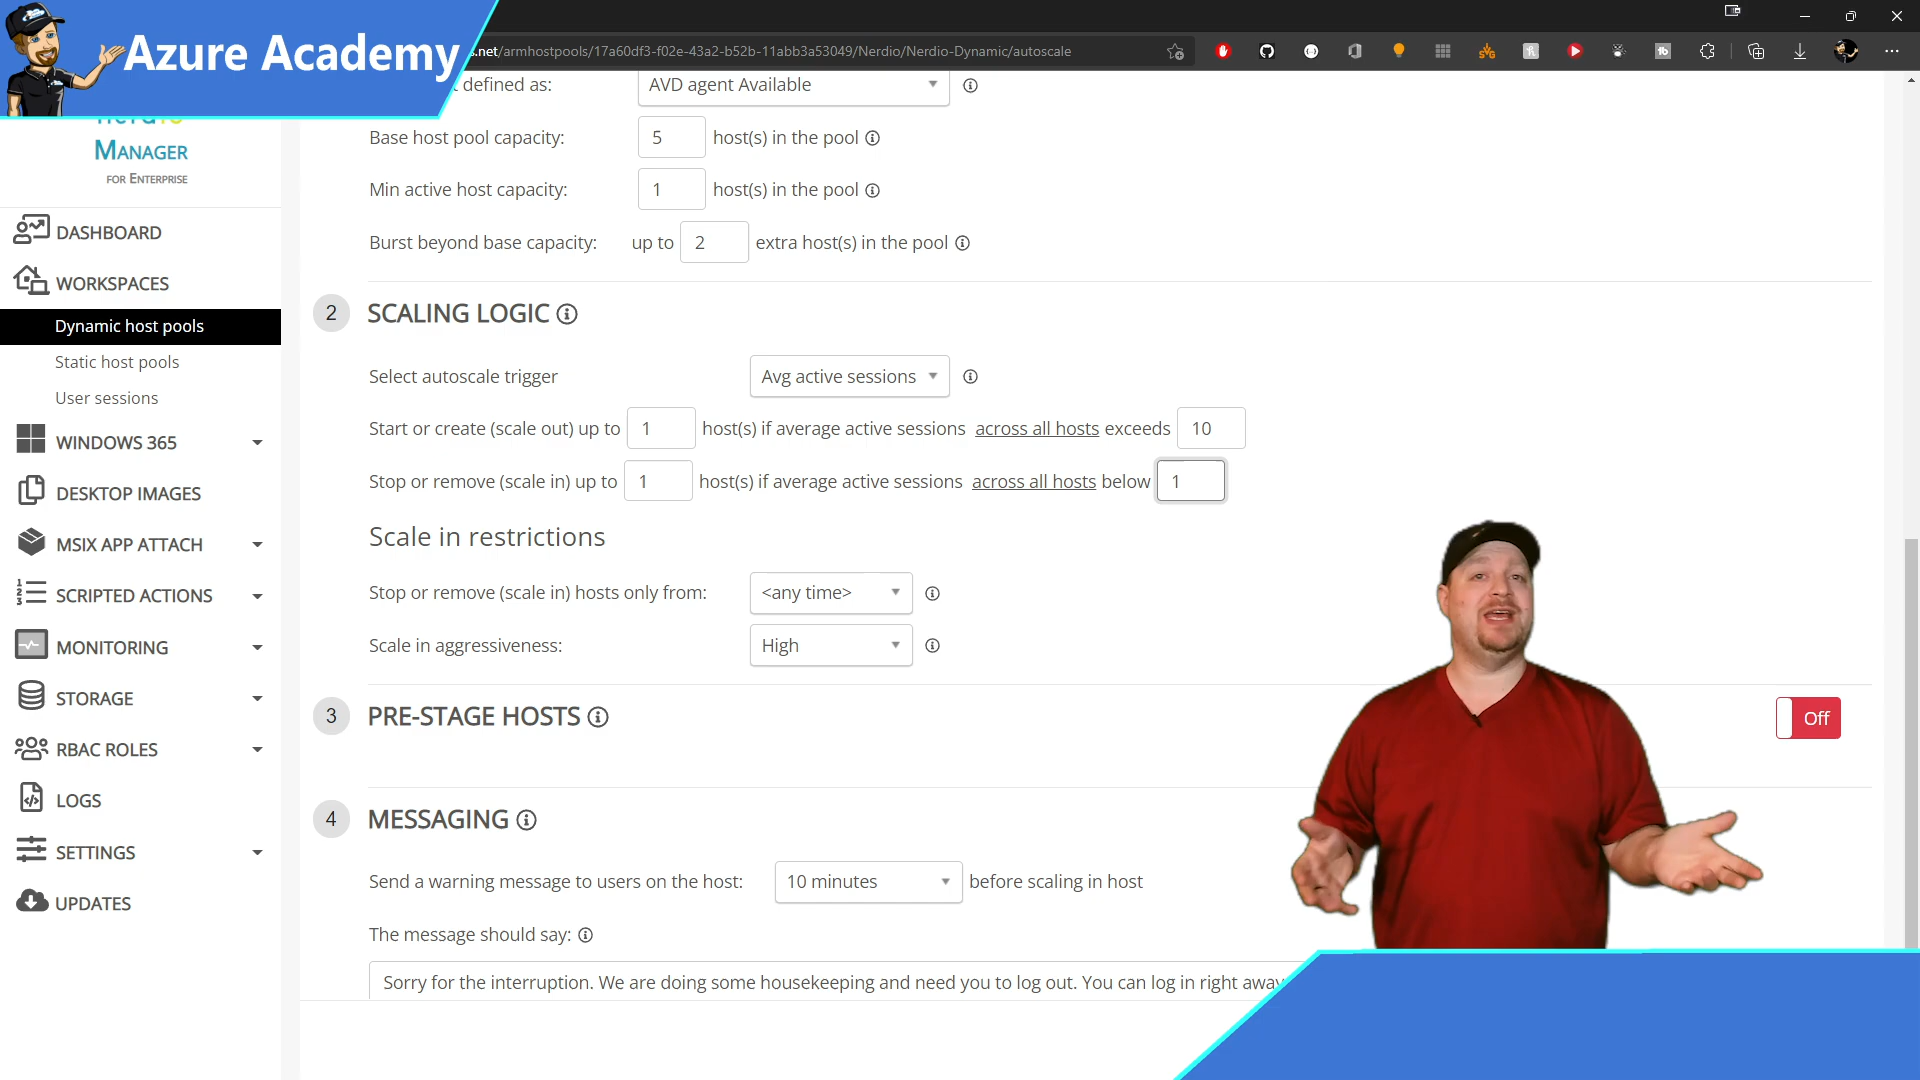 Azure Academy
.net/armhostpools/17a60df3-f02e-43a2-b52b-11abb3a53049/Nerdio/Nerdio-Dynamic/autoscale
MANAGER
FOR ENTERPRISE
DASHBOARD
WORKSPACES
Dynamic host pools
Static host pools
User sessions
WINDOWS 365
DESKTOP IMAGES
MSIX APP ATTACH
SCRIPTED ACTIONS
MONITORING
STORAGE
RBAC ROLES
LOGS
SETTINGS
UPDATES
defined as: AVD agent Available
Base host pool capacity: 5 host(s) in the pool
Min active host capacity: 1 host(s) in the pool
Burst beyond base capacity: up to 2 extra host(s) in the pool
2 SCALING LOGIC
Select autoscale trigger Avg active sessions
Start or create (scale out) up to 1 host(s) if average active sessions across all hosts exceeds 10
Stop or remove (scale in) up to 1 host(s) if average active sessions across all hosts below 1
Scale in restrictions
Stop or remove (scale in) hosts only from: <any time>
Scale in aggressiveness: High
3 PRE-STAGE HOSTS Off
4 MESSAGING
Send a warning message to users on the host: 10 minutes before scaling in host
The message should say:
Sorry for the interruption. We are doing some housekeeping and need you to log out. You can log in right away